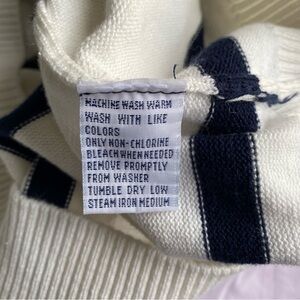 MACHINE WASH WARM
WASH WITH LIKE
COLORS
ONLY NON-CHLORINE
BLEACH WHEN NEEDED
REMOVE PROMPTLY
FROM WASHER
TUMBLE DRY LOW
STEAM IRON MEDIUM